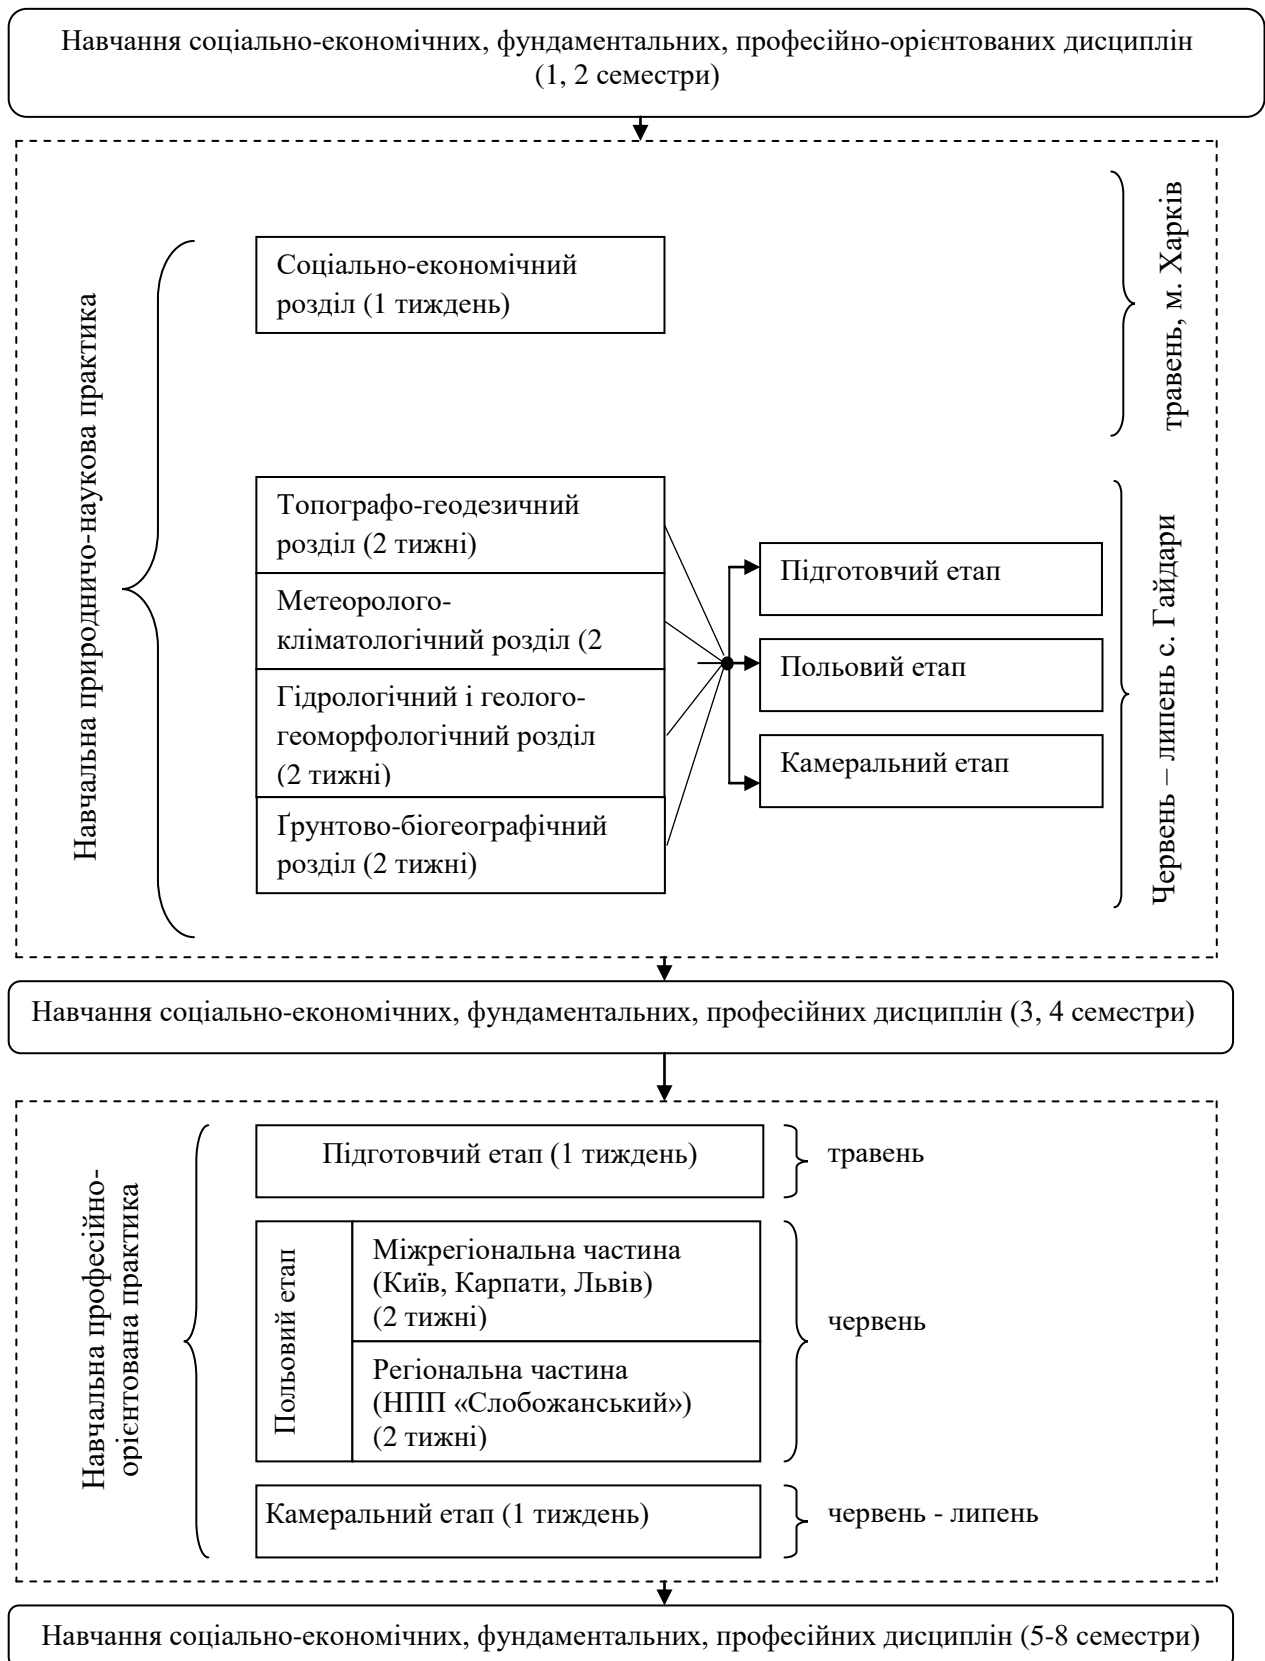 Навчання соціально-економічних, фундаментальних, професійно-орієнтованих дисциплін
(1, 2 семестри)
Навчальна природничо-наукова практика
Соціально-економічний
розділ (1 тиждень)
травень, м. Харків
Топографо-геодезичний
розділ (2 тижні)
Метеоролого-
кліматологічний розділ (2
Гідрологічний і геолого-
геоморфологічний розділ
(2 тижні)
Ґрунтово-біогеографічний
розділ (2 тижні)
Підготовчий етап
Польовий етап
Камеральний етап
Червень – липень с. Гайдари
Навчання соціально-економічних, фундаментальних, професійних дисциплін (3, 4 семестри)
Навчальна професійно-
орієнтована практика
Підготовчий етап (1 тиждень)
травень
Польовий етап
Міжрегіональна частина
(Київ, Карпати, Львів)
(2 тижні)
Регіональна частина
(НПП «Слобожанський»)
(2 тижні)
червень
Камеральний етап (1 тиждень)
червень - липень
Навчання соціально-економічних, фундаментальних, професійних дисциплін (5-8 семестри)